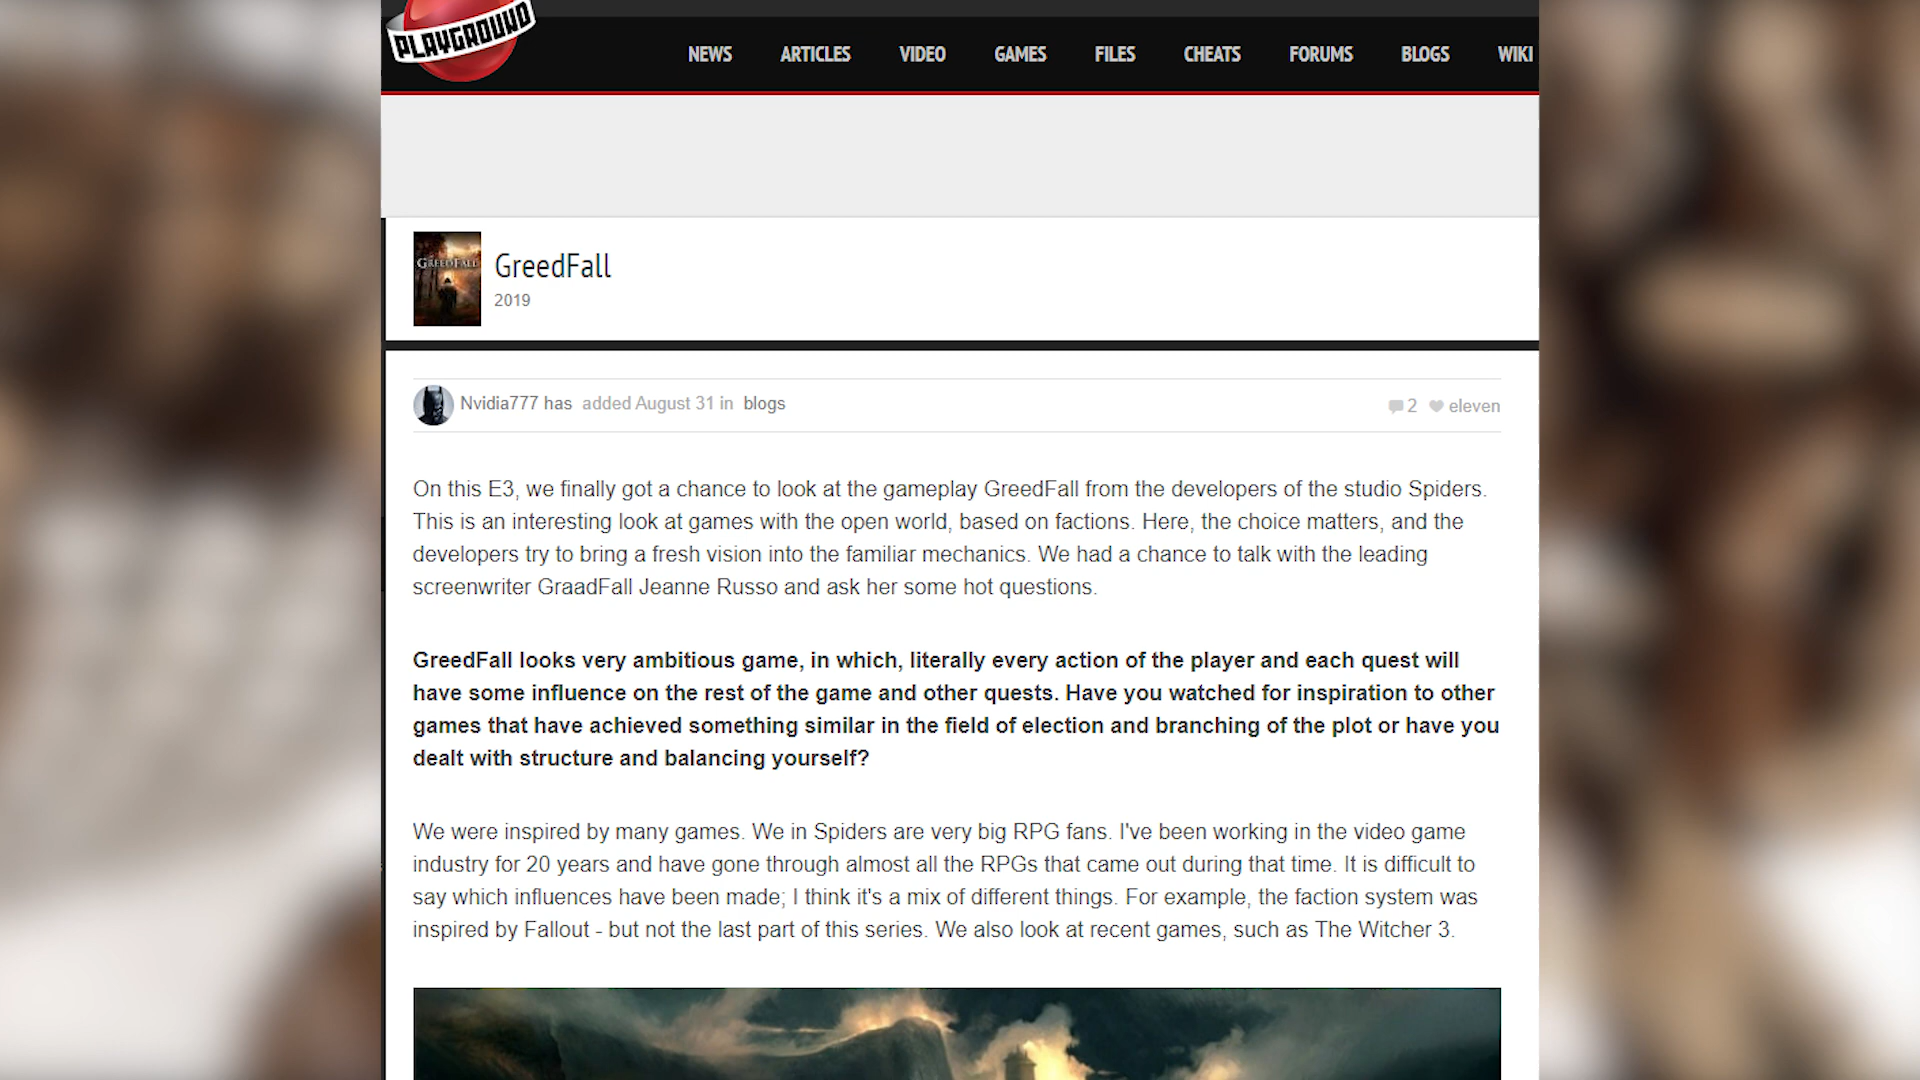 PLAYGROUND
NEWS ARTICLES VIDEO GAMES FILES CHEATS FORUMS BLOGS WIKI
GREEDFALL
GreedFall
2019
Nvidia777 has added August 31 in blogs
2 eleven
On this E3, we finally got a chance to look at the gameplay GreedFall from the developers of the studio Spiders.
This is an interesting look at games with the open world, based on factions. Here, the choice matters, and the
developers try to bring a fresh vision into the familiar mechanics. We had a chance to talk with the leading
screenwriter GraadFall Jeanne Russo and ask her some hot questions.
GreedFall looks very ambitious game, in which, literally every action of the player and each quest will
have some influence on the rest of the game and other quests. Have you watched for inspiration to other
games that have achieved something similar in the field of election and branching of the plot or have you
dealt with structure and balancing yourself?
We were inspired by many games. We in Spiders are very big RPG fans. I've been working in the video game
industry for 20 years and have gone through almost all the RPGs that came out during that time. It is difficult to
say which influences have been made; I think it's a mix of different things. For example, the faction system was
inspired by Fallout - but not the last part of this series. We also look at recent games, such as The Witcher 3.